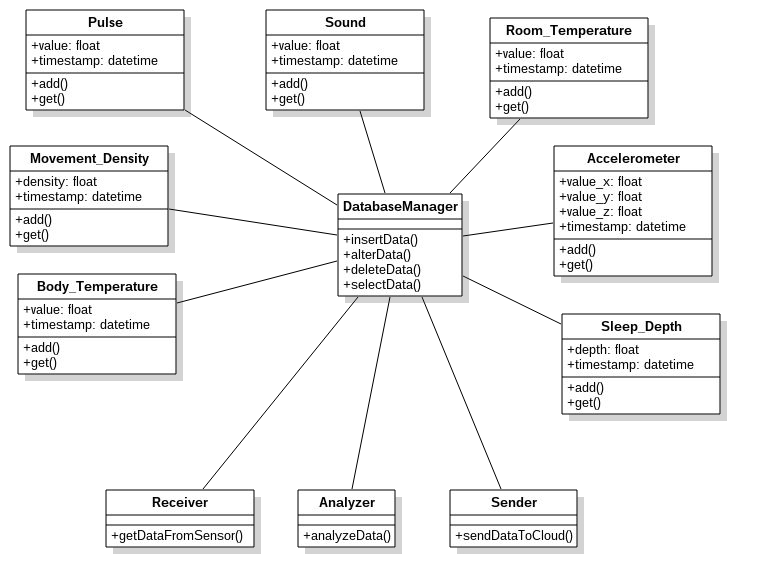 Pulse
+value: float
+timestamp: datetime
+add()
+get()
Sound
+value: float
+timestamp: datetime
+add()
+get()
Room_Temperature
+value: float
+timestamp: datetime
+add()
+get()
Movement_Density
+density: float
+timestamp: datetime
+add()
+get()
DatabaseManager
+insertData()
+alterData()
+deleteData()
+selectData()
Accelerometer
+value_x: float
+value_y: float
+value_z: float
+timestamp: datetime
+add()
+get()
Body_Temperature
+value: float
+timestamp: datetime
+add()
+get()
Sleep_Depth
+depth: float
+timestamp: datetime
+add()
+get()
Receiver
+getDataFromSensor()
Analyzer
+analyzeData()
Sender
+sendDataToCloud()